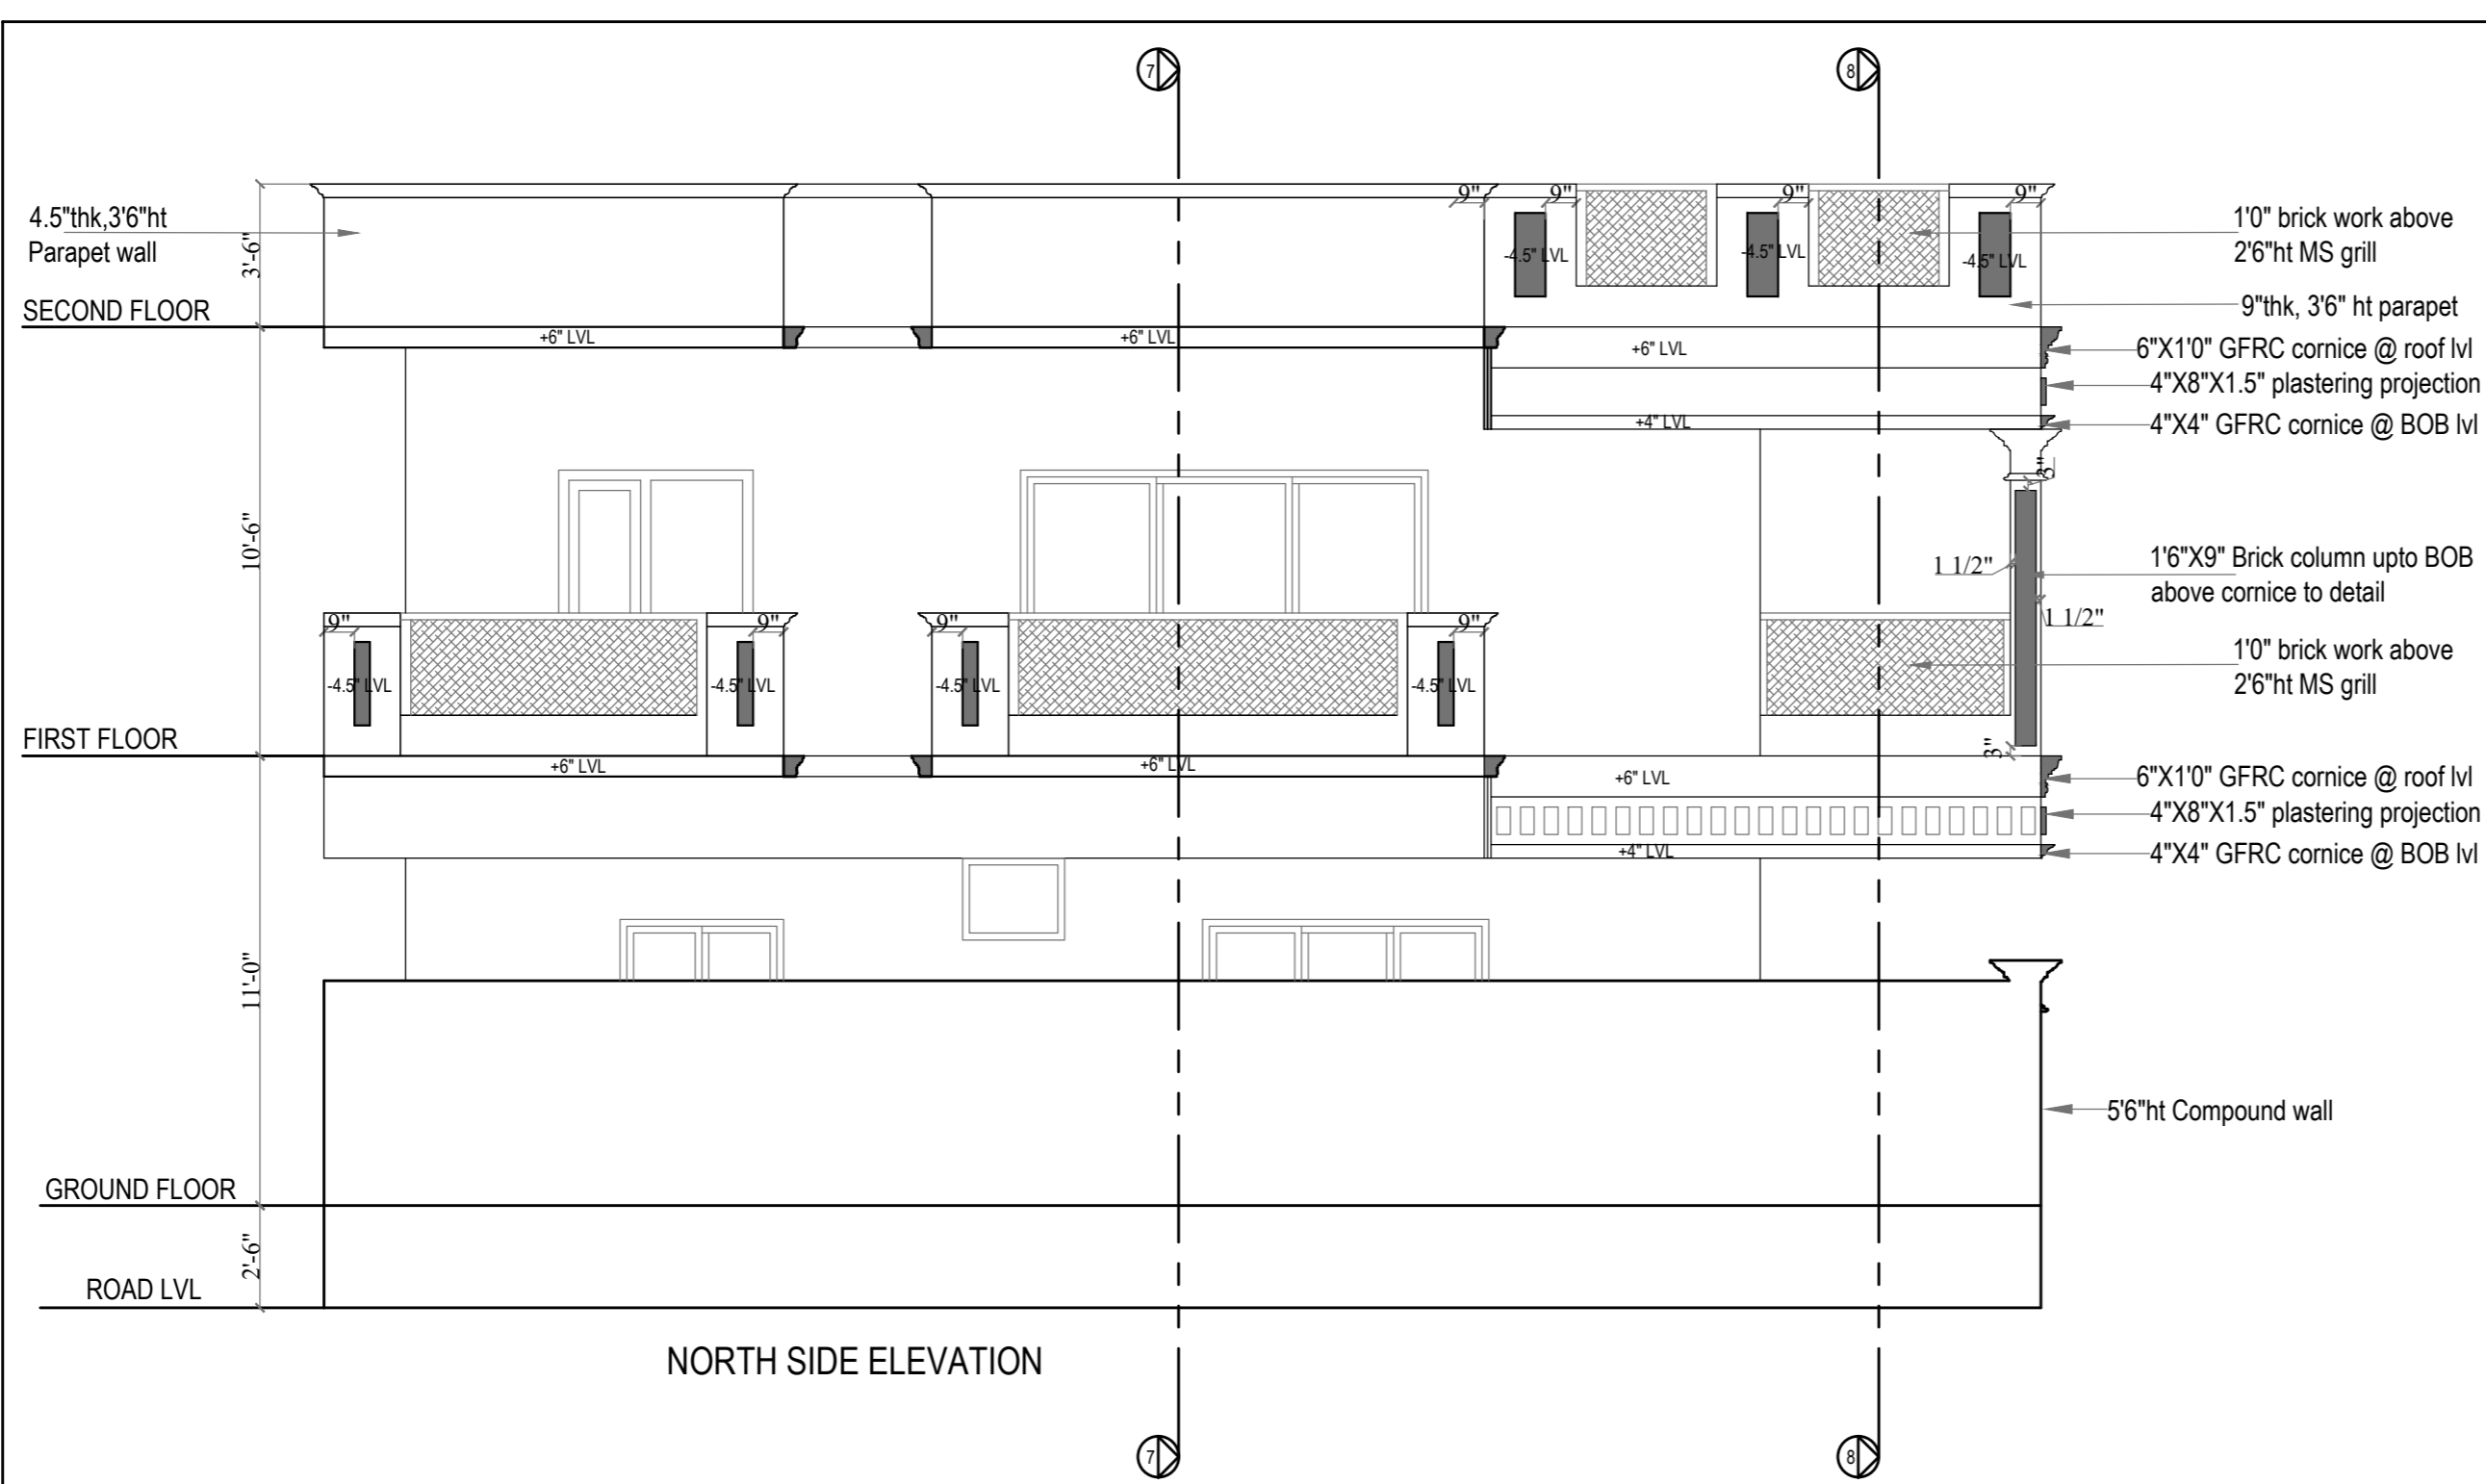 7
8
9"
9"
9"
9"
4.5"thk,3'6"ht
Parapet wall
3'-6"
-4.5" LVL
-4.5" LVL
-4.5" LVL
1'0" brick work above
2'6"ht MS grill
9"thk, 3'6" ht parapet
SECOND FLOOR
+6" LVL
+6" LVL
+6" LVL
6"X1'0" GFRC cornice @ roof lvl
4"X8"X1.5" plastering projection
+4" LVL
4"X4" GFRC cornice @ BOB lvl
3"
10'-6"
1 1/2"
1'6"X9" Brick column upto BOB
above cornice to detail
1 1/2"
9"
9"
9"
9"
1'0" brick work above
2'6"ht MS grill
-4.5" LVL
-4.5" LVL
-4.5" LVL
-4.5" LVL
FIRST FLOOR
3"
+6" LVL
+6" LVL
+6" LVL
6"X1'0" GFRC cornice @ roof lvl
4"X8"X1.5" plastering projection
+4" LVL
4"X4" GFRC cornice @ BOB lvl
11'-0"
5'6"ht Compound wall
GROUND FLOOR
2'-6"
ROAD LVL
NORTH SIDE ELEVATION
7
8